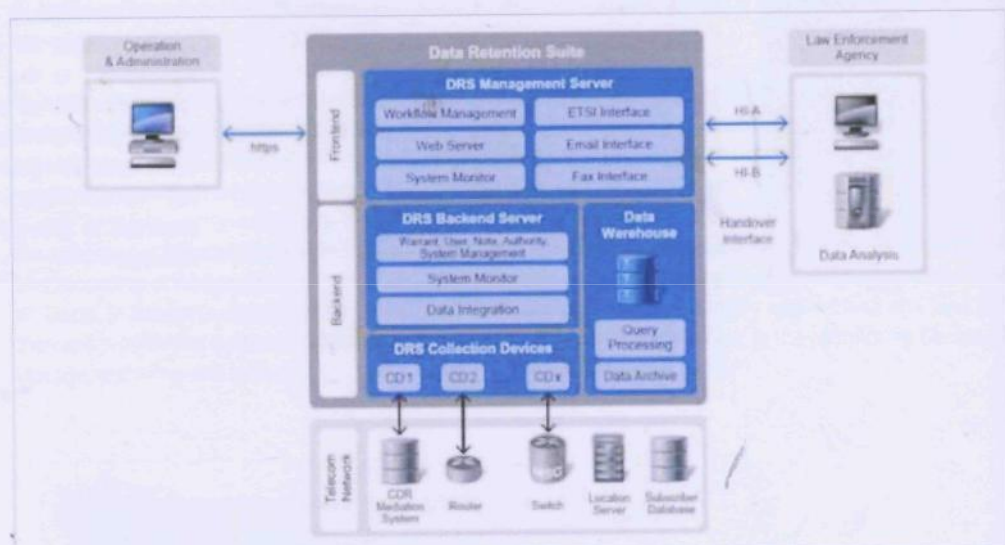 Operation
& Administration
https
Data Retention Suite
Frontend
DRS Management Server
Workflow Management
ETSI Interface
Web Server
Email Interface
System Monitor
Fax Interface
Law Enforcement
Agency
HI-A
HI-B
Handover
Interface
Data Analysis
Backend
DRS Backend Server
Warrant, User, Note, Authority,
System Management
System Monitor
Data Integration
Data
Warehouse
Query
Processing
Data Archive
DRS Collection Devices
CD1
CD2
CDx
Telecom
Network
CDR
Mediation
System
Router
Switch
Location
Server
Subscriber
Database